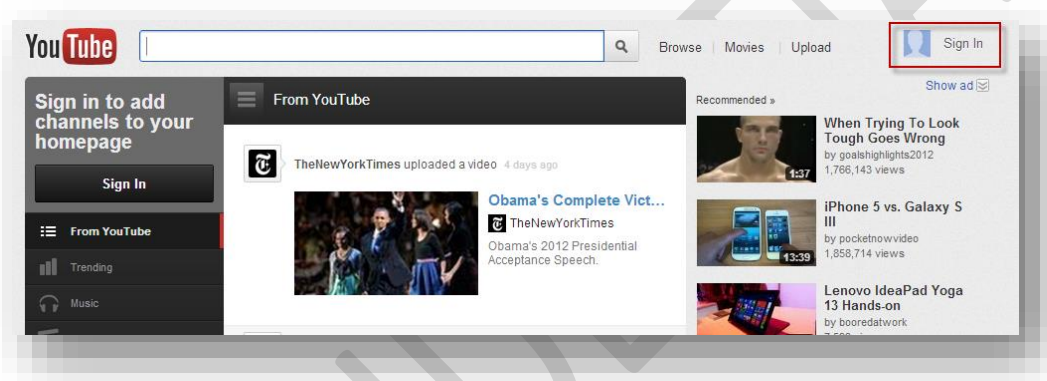 You Tube
Browse | Movies | Upload
Sign In
Show ad
Sign in to add
channels to your
homepage
Sign In
From YouTube
Trending
Music
From YouTube
TheNewYorkTimes uploaded a video 4 days ago
Obama's Complete Vict...
TheNewYorkTimes
Obama's 2012 Presidential
Acceptance Speech.
Recommended »
1:37
When Trying To Look
Tough Goes Wrong
by goalshighlights2012
1,766,143 views
13:39
iPhone 5 vs. Galaxy S
III
by pocketnowvideo
1,858,714 views
Lenovo IdeaPad Yoga
13 Hands-on
by booredatwork